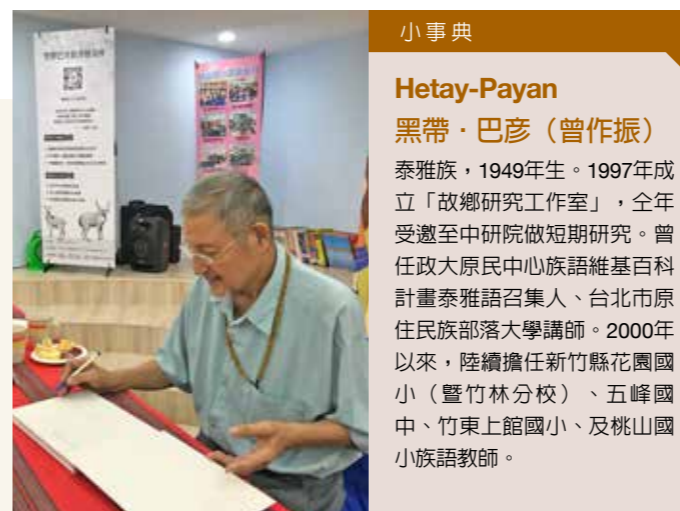 小事典
Hetay-Payan
黑帶・巴彥（曾作振）
泰雅族，1949年生。1997年成
立「故鄉研究工作室」，仝年
受邀至中研院做短期研究。曾
任政大原民中心族語維基百科
計畫泰雅語召集人、台北市原
住民族部落大學講師。2000年
以來，陸續擔任新竹縣花園國
小（暨竹林分校）、五峰國
中、竹東上館國小、及桃山國
小族語教師。